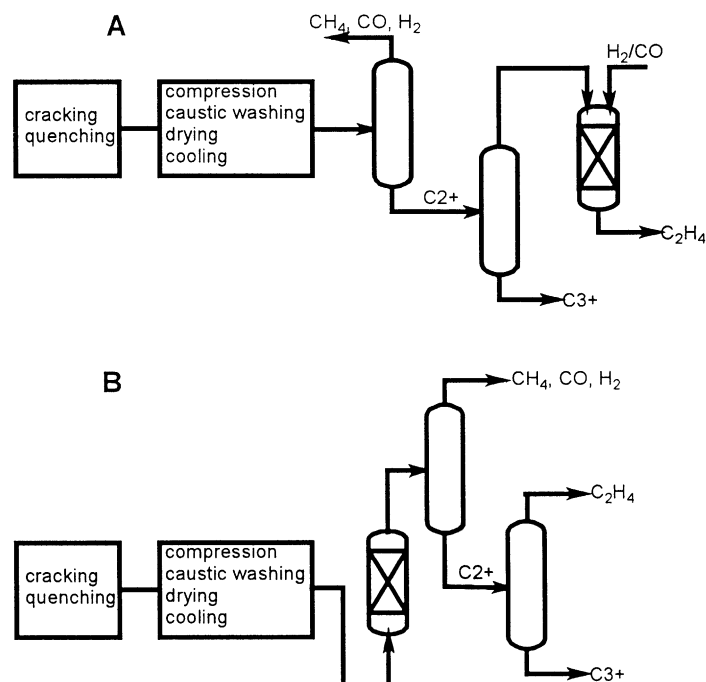 A
CH₄, CO, H₂
H₂/CO
cracking
quenching
compression
caustic washing
drying
cooling
C2+
C₂H₄
C3+
B
CH₄, CO, H₂
C₂H₄
cracking
quenching
compression
caustic washing
drying
cooling
C2+
C3+